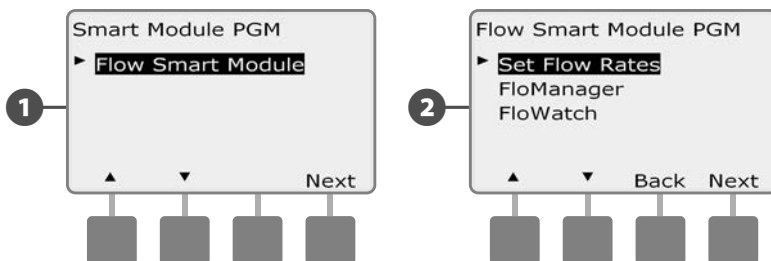 1
Smart Module PGM
► Flow Smart Module
▲ ▼ Next
2
Flow Smart Module PGM
► Set Flow Rates
FloManager
FloWatch
▲ ▼ Back Next